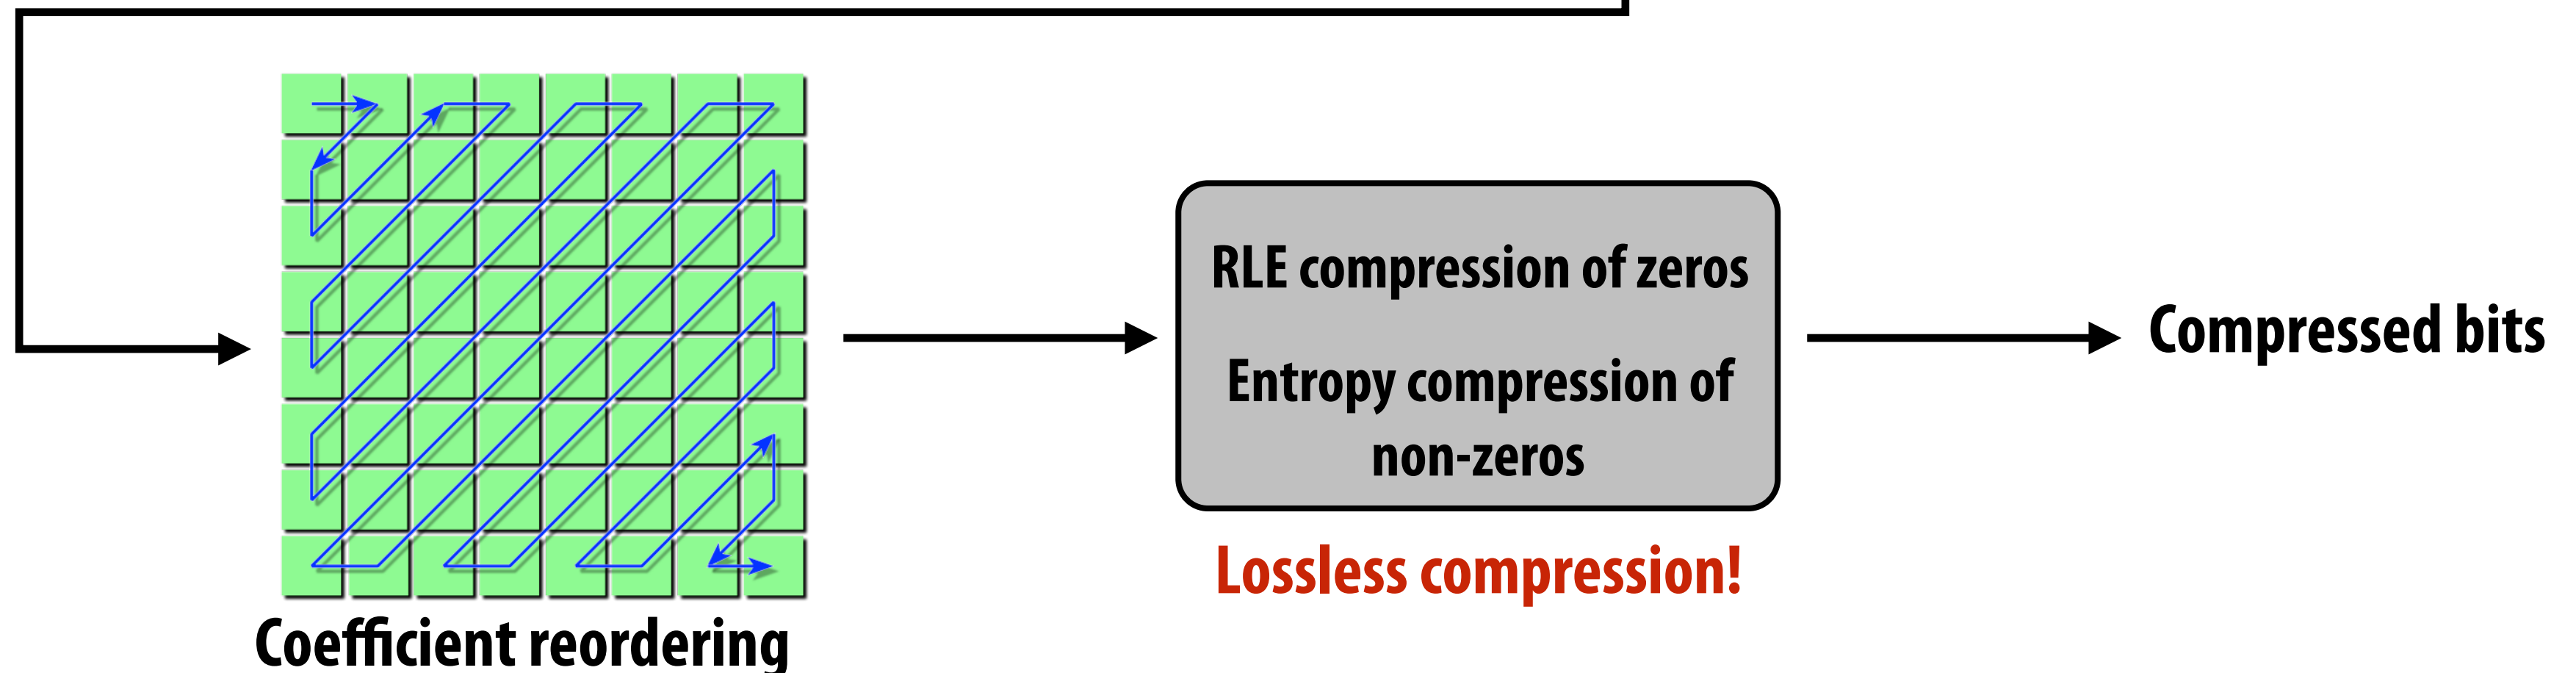 RLE compression of zeros
Entropy compression of
non-zeros
Compressed bits
Lossless compression!
Coefficient reordering